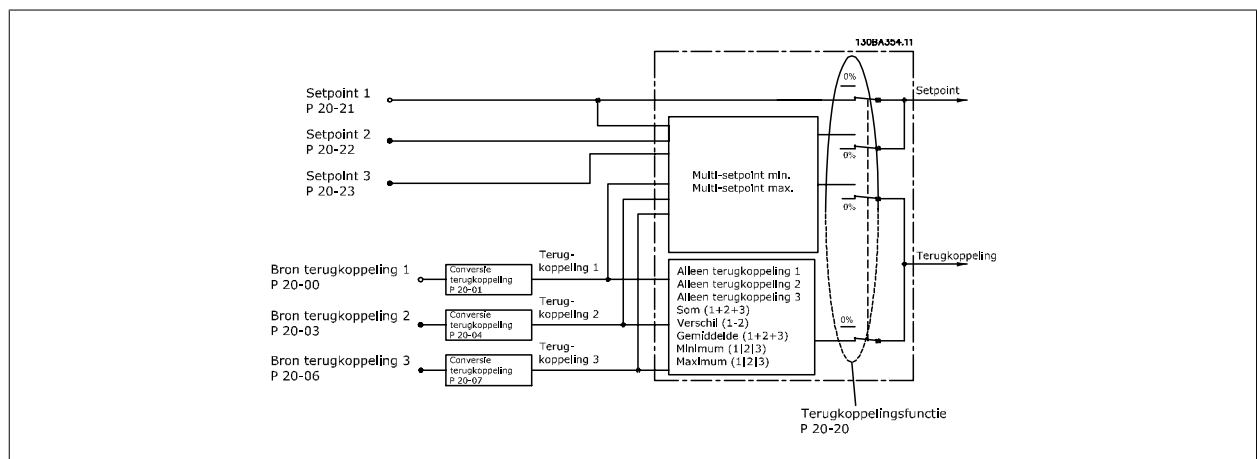 130BA354.11
Setpoint 1
P 20-21
Setpoint 2
P 20-22
Setpoint 3
P 20-23
0%
Setpoint
0%
Multi-setpoint min.
Multi-setpoint max.
0%
Bron terugkoppeling 1
P 20-00
Conversie
terugkoppeling
P 20-01
Terug-
koppeling 1
Bron terugkoppeling 2
P 20-03
Conversie
terugkoppeling
P 20-04
Terug-
koppeling 2
Bron terugkoppeling 3
P 20-06
Conversie
terugkoppeling
P 20-07
Terug-
koppeling 3
Alleen terugkoppeling 1
Alleen terugkoppeling 2
Alleen terugkoppeling 3
Som (1+2+3)
Verschil (1-2)
Gemiddelde (1+2+3)
Minimum (1|2|3)
Maximum (1|2|3)
0%
Terugkoppeling
Terugkoppelingsfunctie
P 20-20